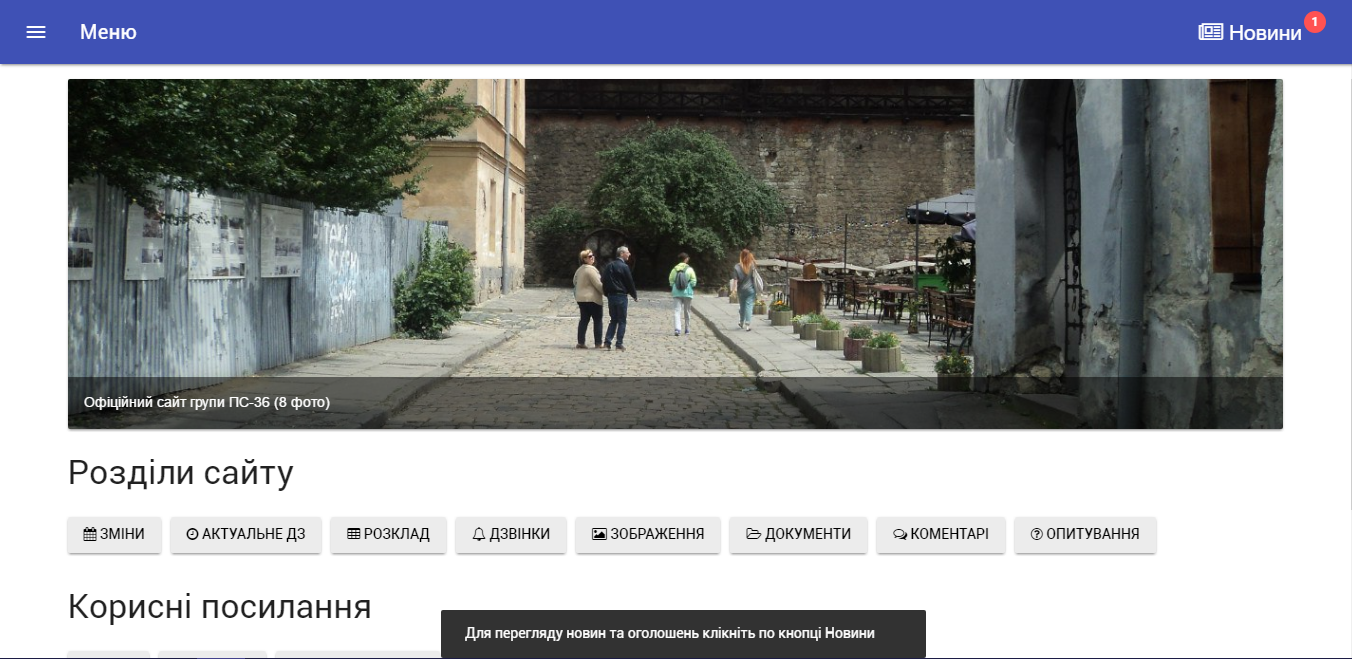 Меню
Новини
1
Офіційний сайт групи ПС-36 (8 фото)
Розділи сайту
ЗМІНИ
АКТУАЛЬНЕ ДЗ
РОЗКЛАД
ДЗВІНКИ
ЗОБРАЖЕННЯ
ДОКУМЕНТИ
КОМЕНТАРІ
ОПИТУВАННЯ
Корисні посилання
Для перегляду новин та оголошень клікніть по кнопці Новини